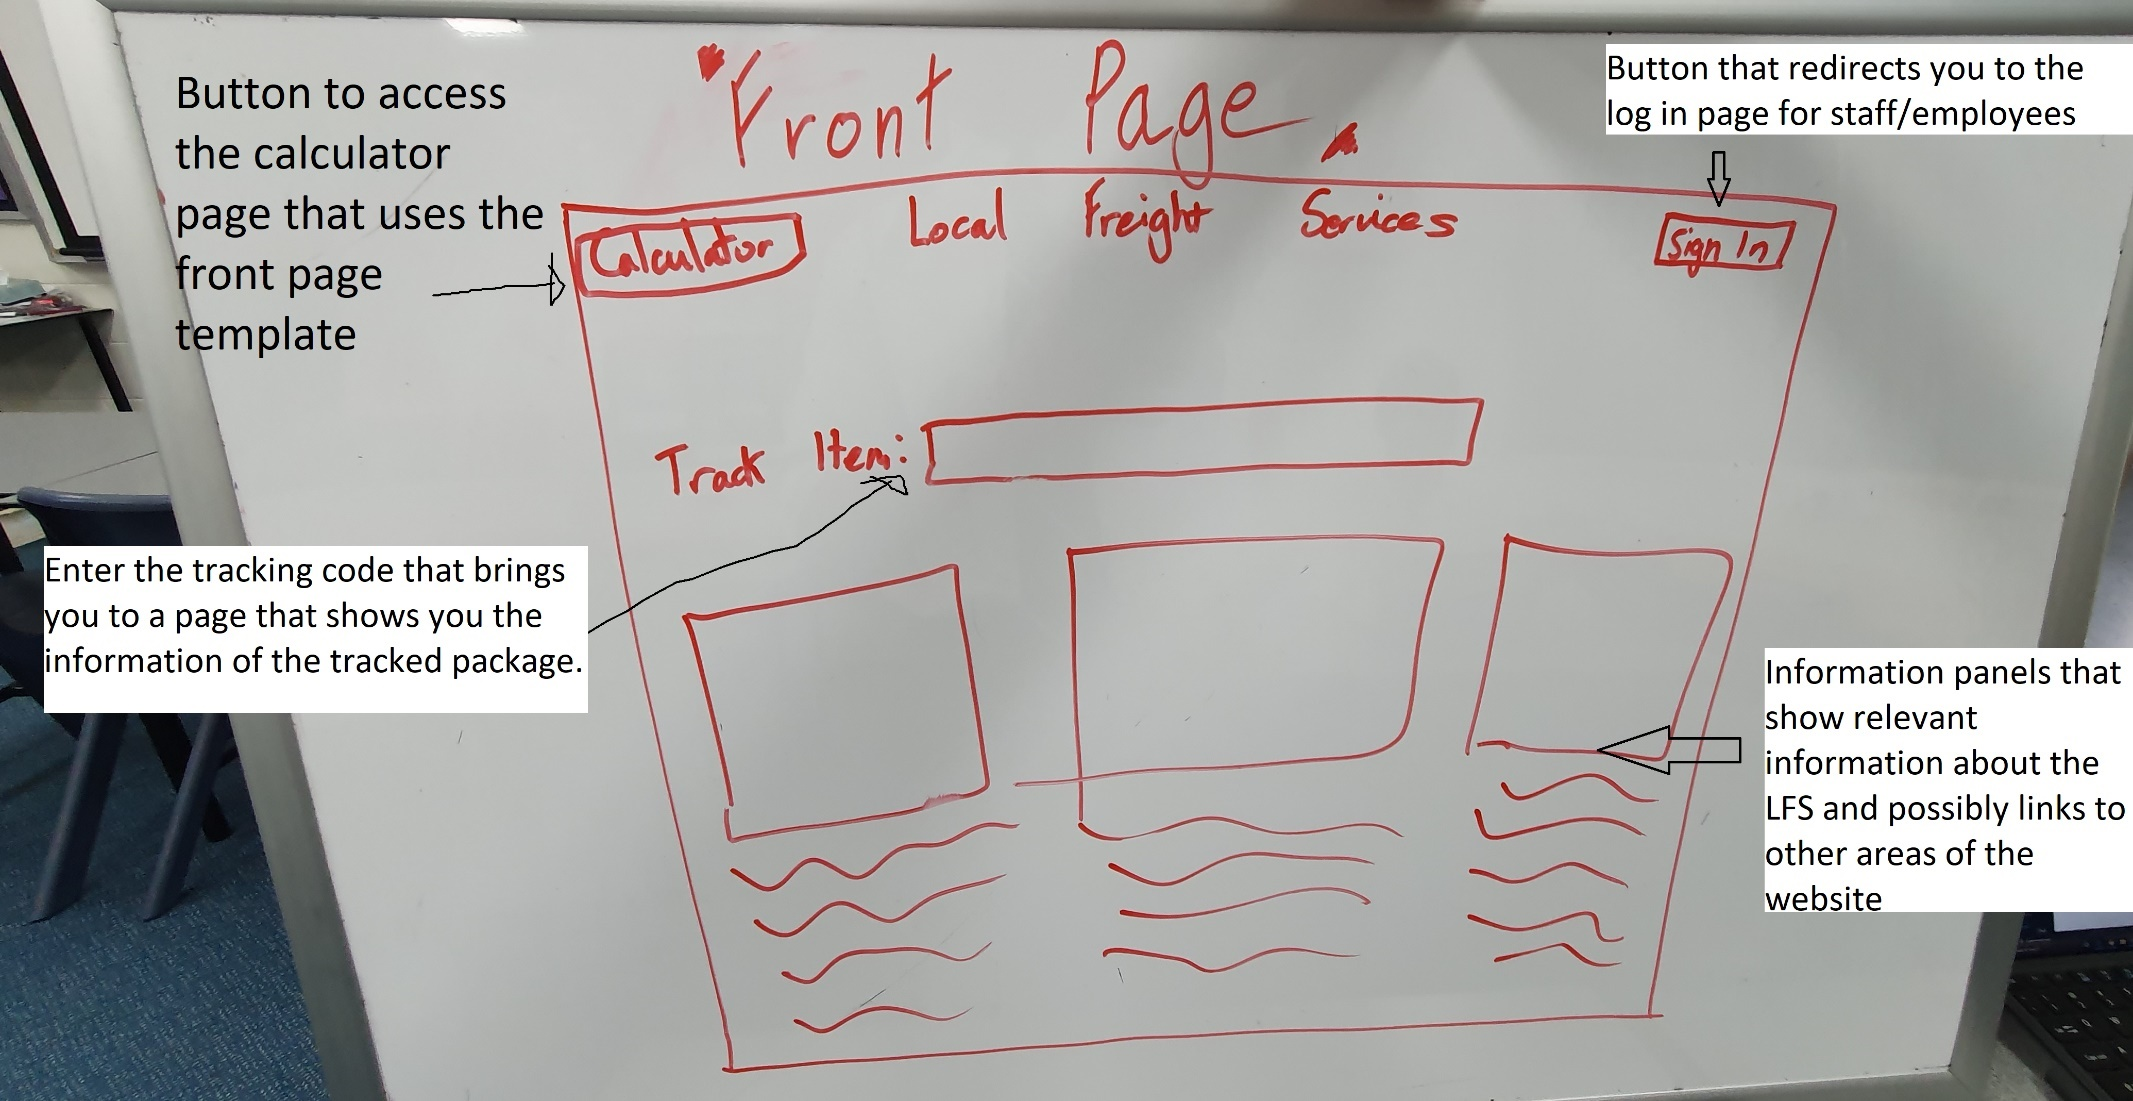 Front Page
Button to access
the calculator
page that uses the
front page
template
Button that redirects you to the
log in page for staff/employees
Calculator
Local Freight Services
Sign In
Track Item:
Enter the tracking code that brings
you to a page that shows you the
information of the tracked package.
Information panels that
show relevant
information about the
LFS and possibly links to
other areas of the
website